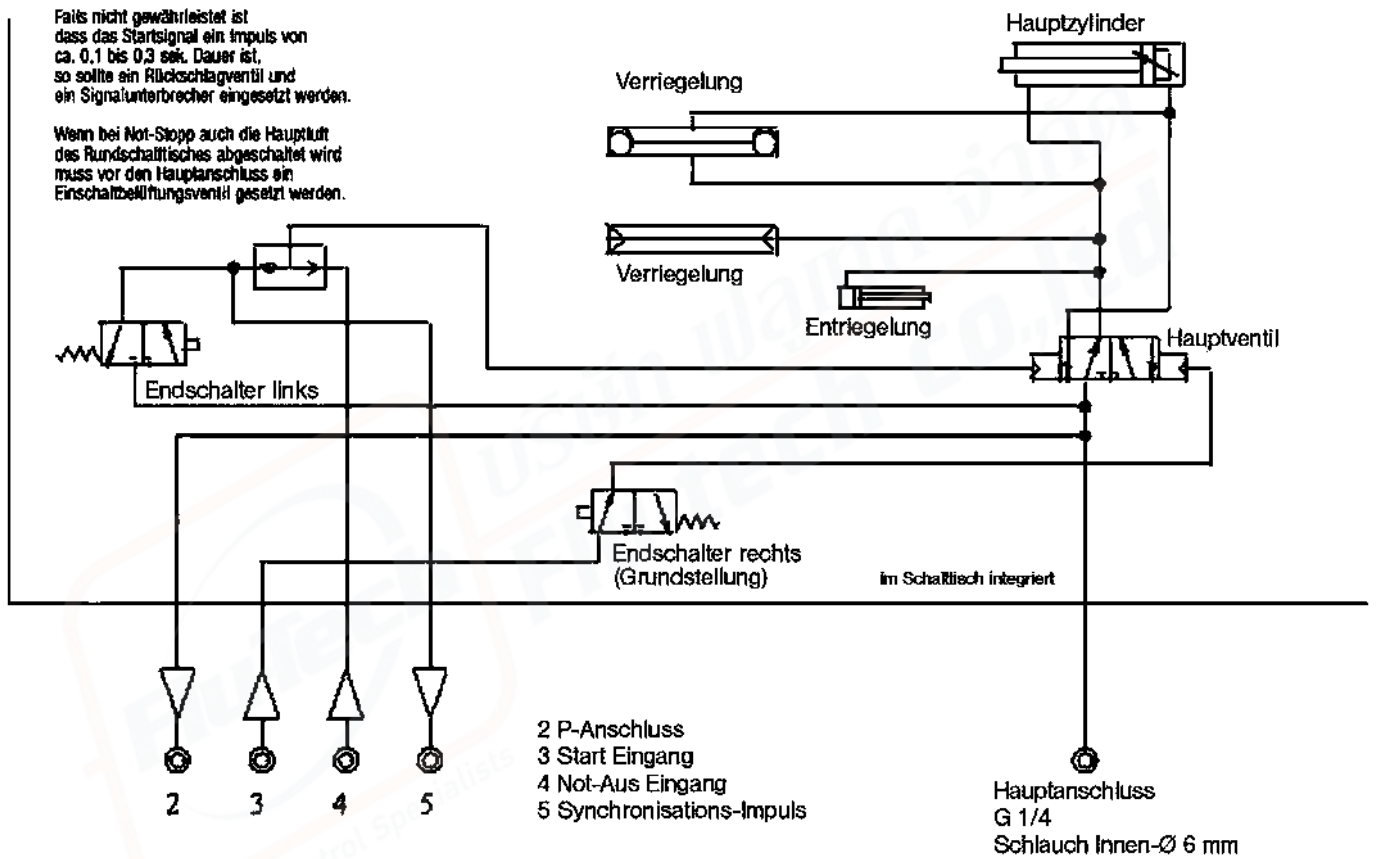 Falls nicht gewährleistet ist
dass das Startsignal ein Impuls von
ca. 0,1 bis 0,3 sek. Dauer ist,
so sollte ein Rückschlagventil und
ein Signalunterbrecher eingesetzt werden.
Wenn bei Not-Stopp auch die Hauptluft
des Rundschalttisches abgeschaltet wird
muss vor den Hauptanschluss ein
Einschaltbelüftungsventil gesetzt werden.
Hauptzylinder
Verriegelung
Verriegelung
Entriegelung
Hauptventil
Endschalter links
Endschalter rechts
(Grundstellung)
im Schalttisch integriert
2 3 4 5
2 P-Anschluss
3 Start Eingang
4 Not-Aus Eingang
5 Synchronisations-Impuls
Hauptanschluss
G 1/4
Schlauch Innen-Ø 6 mm
FluTech
FluTech Co.,Ltd